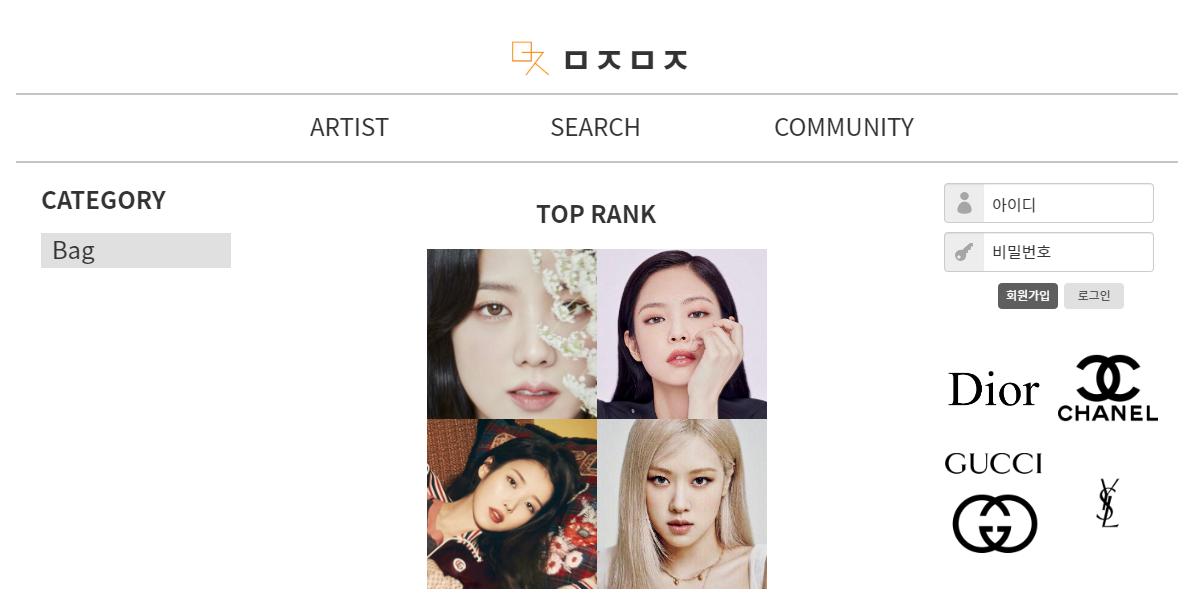 ㅁㅈㅁㅈ
ARTIST SEARCH COMMUNITY
CATEGORY
Bag
TOP RANK
아이디
비밀번호
회원가입 로그인
Dior
CHANEL
GUCCI
YSL